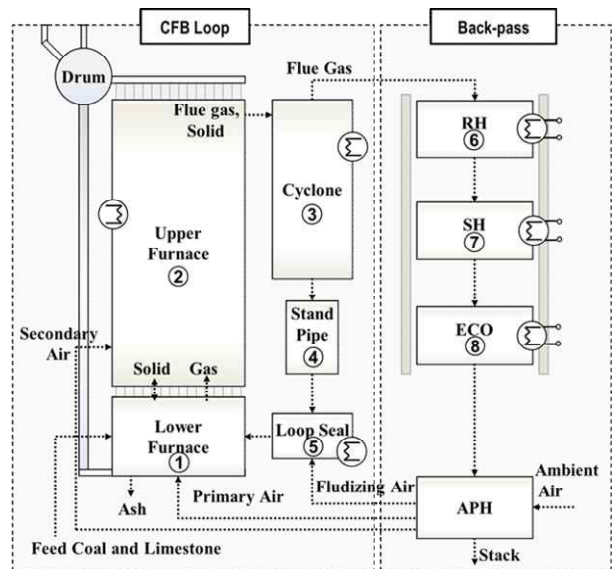 CFB Loop
Back-pass
Drum
Flue Gas
Flue gas,
Solid
RH
6
Cyclone
3
Upper
Furnace
2
SH
7
Stand
Pipe
4
ECO
8
Secondary
Air
Solid
Gas
Lower
Furnace
1
Loop Seal
5
Fludizing Air
Ambient
Air
Ash
Primary Air
APH
Feed Coal and Limestone
Stack